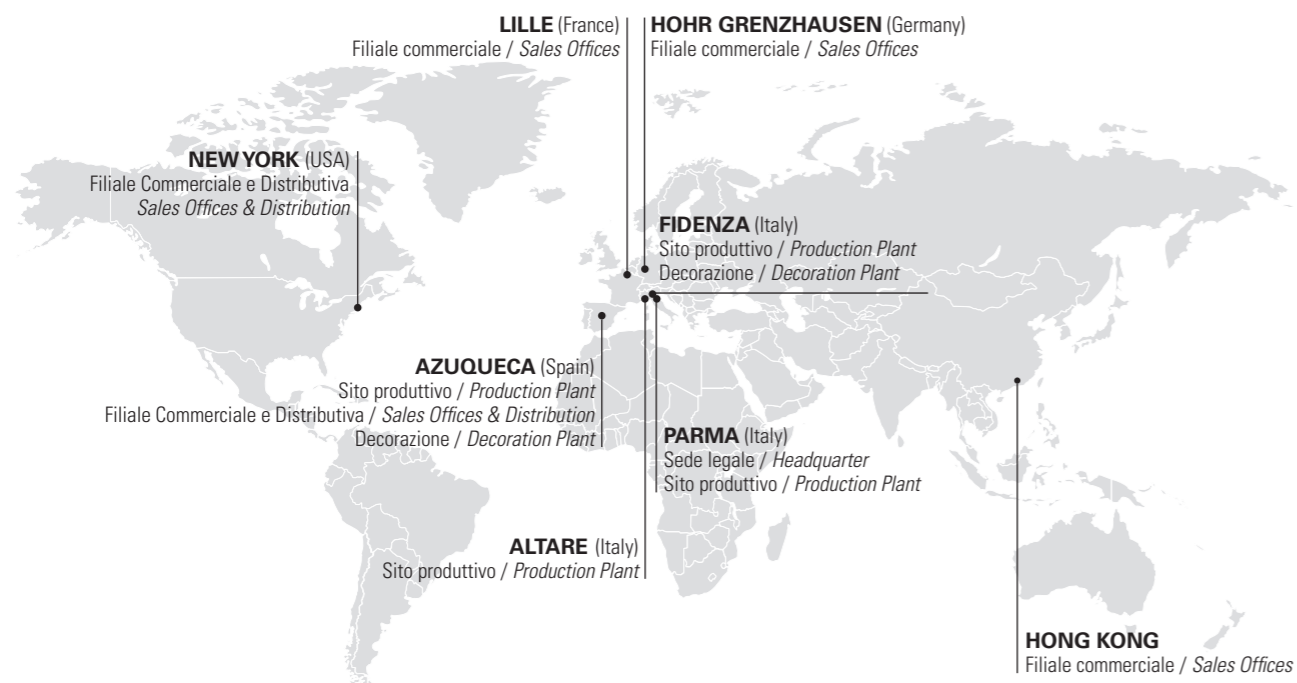 LILLE (France)
Filiale commerciale / Sales Offices
HOHR GRENZHAUSEN (Germany)
Filiale commerciale / Sales Offices
NEW YORK (USA)
Filiale Commerciale e Distributiva
Sales Offices & Distribution
FIDENZA (Italy)
Sito produttivo / Production Plant
Decorazione / Decoration Plant
AZUQUECA (Spain)
Sito produttivo / Production Plant
Filiale Commerciale e Distributiva / Sales Offices & Distribution
Decorazione / Decoration Plant
PARMA (Italy)
Sede legale / Headquarter
Sito produttivo / Production Plant
ALTARE (Italy)
Sito produttivo / Production Plant
HONG KONG
Filiale commerciale / Sales Offices